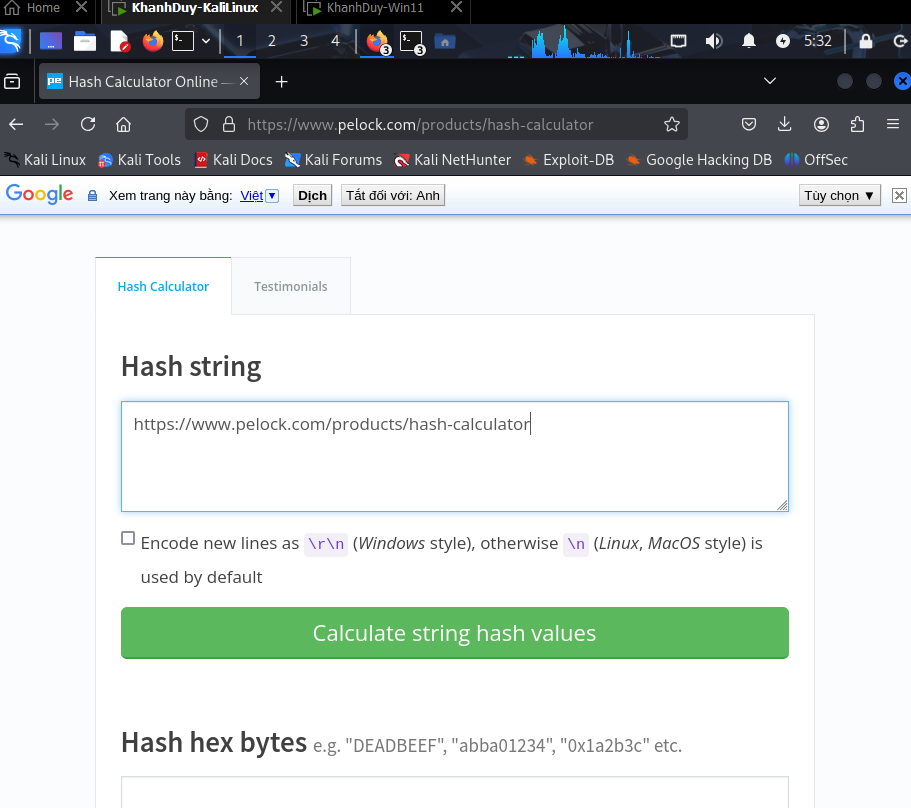 Home KhanhDuy-KaliLinux KhanhDuy-Win11
1 2 3 4 3 3 5:32
pe Hash Calculator Online —
https://www.pelock.com/products/hash-calculator
Kali Linux Kali Tools Kali Docs Kali Forums Kali NetHunter Exploit-DB Google Hacking DB OffSec
Google Xem trang này bằng: Việt Dịch Tắt đối với: Anh Tùy chọn ▼
Hash Calculator Testimonials
Hash string
https://www.pelock.com/products/hash-calculator
Encode new lines as \r\n (Windows style), otherwise \n (Linux, MacOS style) is
used by default
Calculate string hash values
Hash hex bytes e.g. "DEADBEEF", "abba01234", "0x1a2b3c" etc.